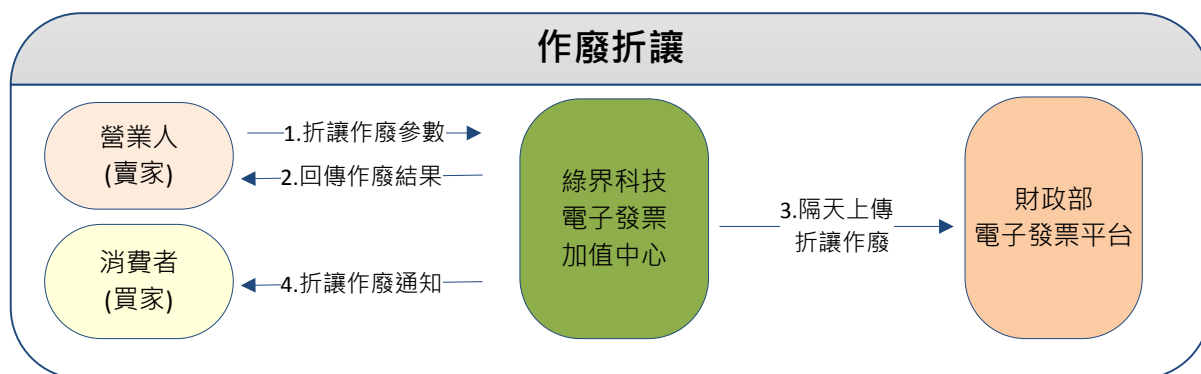 作廢折讓
營業人
(賣家)
1.折讓作廢參數
2.回傳作廢結果
消費者
(買家)
4.折讓作廢通知
綠界科技
電子發票
加值中心
3.隔天上傳
折讓作廢
財政部
電子發票平台